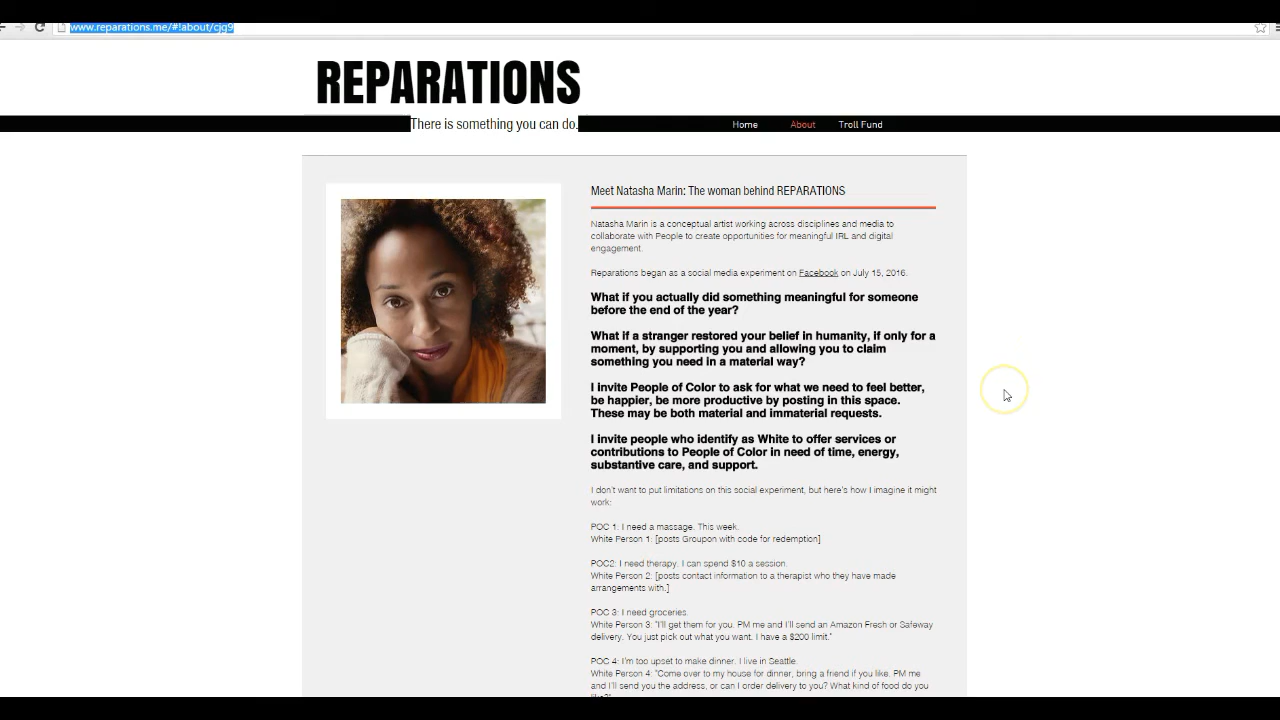 www.reparations.me/#!about/cjg9
REPARATIONS
There is something you can do.
Home About Troll Fund
Meet Natasha Marin: The woman behind REPARATIONS
Natasha Marin is a conceptual artist working across disciplines and media to
collaborate with People to create opportunities for meaningful IRL and digital
engagement.
Reparations began as a social media experiment on Facebook on July 15, 2016.
What if you actually did something meaningful for someone
before the end of the year?
What if a stranger restored your belief in humanity, if only for a
moment, by supporting you and allowing you to claim
something you need in a material way?
I invite People of Color to ask for what we need to feel better,
be happier, be more productive by posting in this space.
These may be both material and immaterial requests.
I invite people who identify as White to offer services or
contributions to People of Color in need of time, energy,
substantive care, and support.
I don't want to put limitations on this social experiment, but here's how I imagine it might
work:
POC 1: I need a massage. This week.
White Person 1: [posts Groupon with code for redemption]
POC2: I need therapy. I can spend $10 a session.
White Person 2: [posts contact information to a therapist who they have made
arrangements with.]
POC 3: I need groceries.
White Person 3: "I'll get them for you. PM me and I'll send an Amazon Fresh or Safeway
delivery. You just pick out what you want. I have a $200 limit."
POC 4: I'm too upset to make dinner. I live in Seattle.
White Person 4: "Come over to my house for dinner, bring a friend if you like. PM me
and I'll send you the address, or can I order delivery to you? What kind of food do you